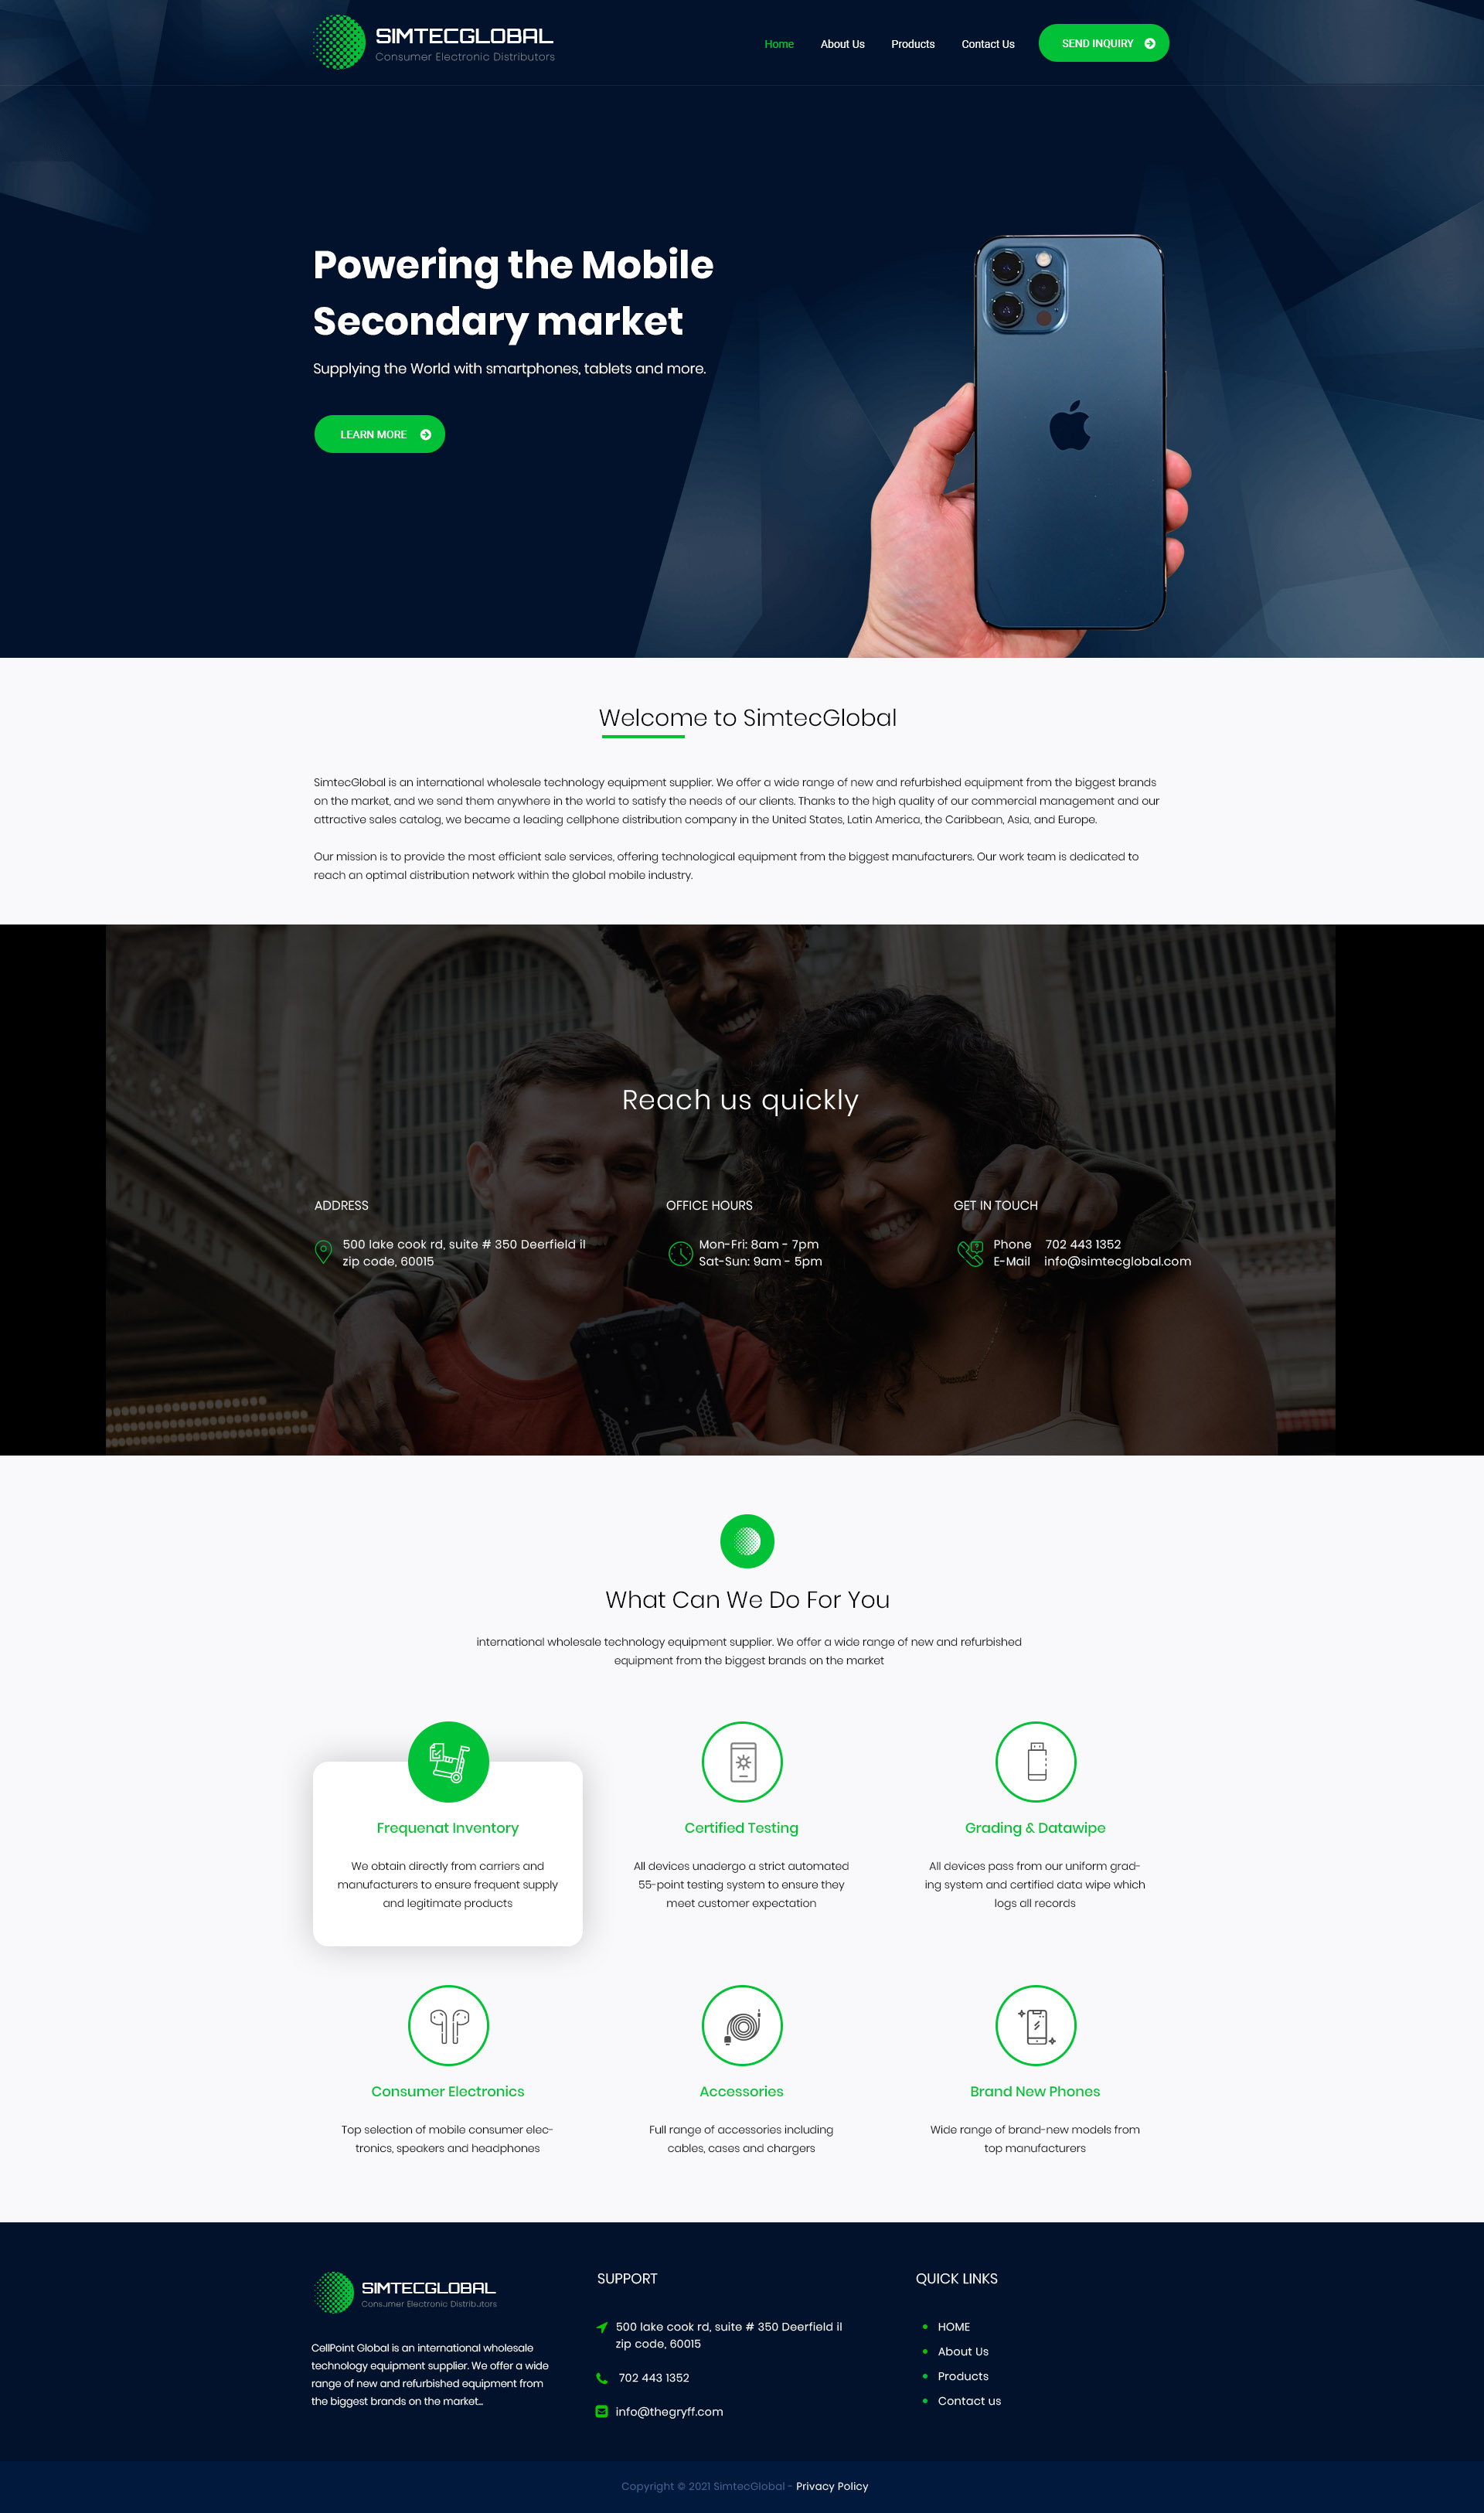 SIMTECGLOBAL
Consumer Electronic Distributors
Home
About Us
Products
Contact Us
SEND INQUIRY
Powering the Mobile
Secondary market
Supplying the World with smartphones, tablets and more.
LEARN MORE
Welcome to SimtecGlobal
SimtecGlobal is an international wholesale technology equipment supplier. We offer a wide range of new and refurbished equipment from the biggest brands
on the market, and we send them anywhere in the world to satisfy the needs of our clients. Thanks to the high quality of our commercial management and our
attractive sales catalog, we became a leading cellphone distribution company in the United States, Latin America, the Caribbean, Asia, and Europe.
Our mission is to provide the most efficient sale services, offering technological equipment from the biggest manufacturers. Our work team is dedicated to
reach an optimal distribution network within the global mobile industry.
Reach us quickly
ADDRESS
500 lake cook rd, suite # 350 Deerfield il
zip code, 60015
OFFICE HOURS
Mon-Fri: 8am - 7pm
Sat-Sun: 9am - 5pm
GET IN TOUCH
Phone 702 443 1352
E-Mail info@simtecglobal.com
What Can We Do For You
international wholesale technology equipment supplier. We offer a wide range of new and refurbished
equipment from the biggest brands on the market
Frequenat Inventory
We obtain directly from carriers and
manufacturers to ensure frequent supply
and legitimate products
Certified Testing
All devices unadergo a strict automated
55-point testing system to ensure they
meet customer expectation
Grading & Datawipe
All devices pass from our uniform grad-
ing system and certified data wipe which
logs all records
Consumer Electronics
Top selection of mobile consumer elec-
tronics, speakers and headphones
Accessories
Full range of accessories including
cables, cases and chargers
Brand New Phones
Wide range of brand-new models from
top manufacturers
SIMTECGLOBAL
Consumer Electronic Distributors
CellPoint Global is an international wholesale
technology equipment supplier. We offer a wide
range of new and refurbished equipment from
the biggest brands on the market...
SUPPORT
500 lake cook rd, suite # 350 Deerfield il
zip code, 60015
702 443 1352
info@thegryff.com
QUICK LINKS
HOME
About Us
Products
Contact us
Copyright © 2021 SimtecGlobal - Privacy Policy